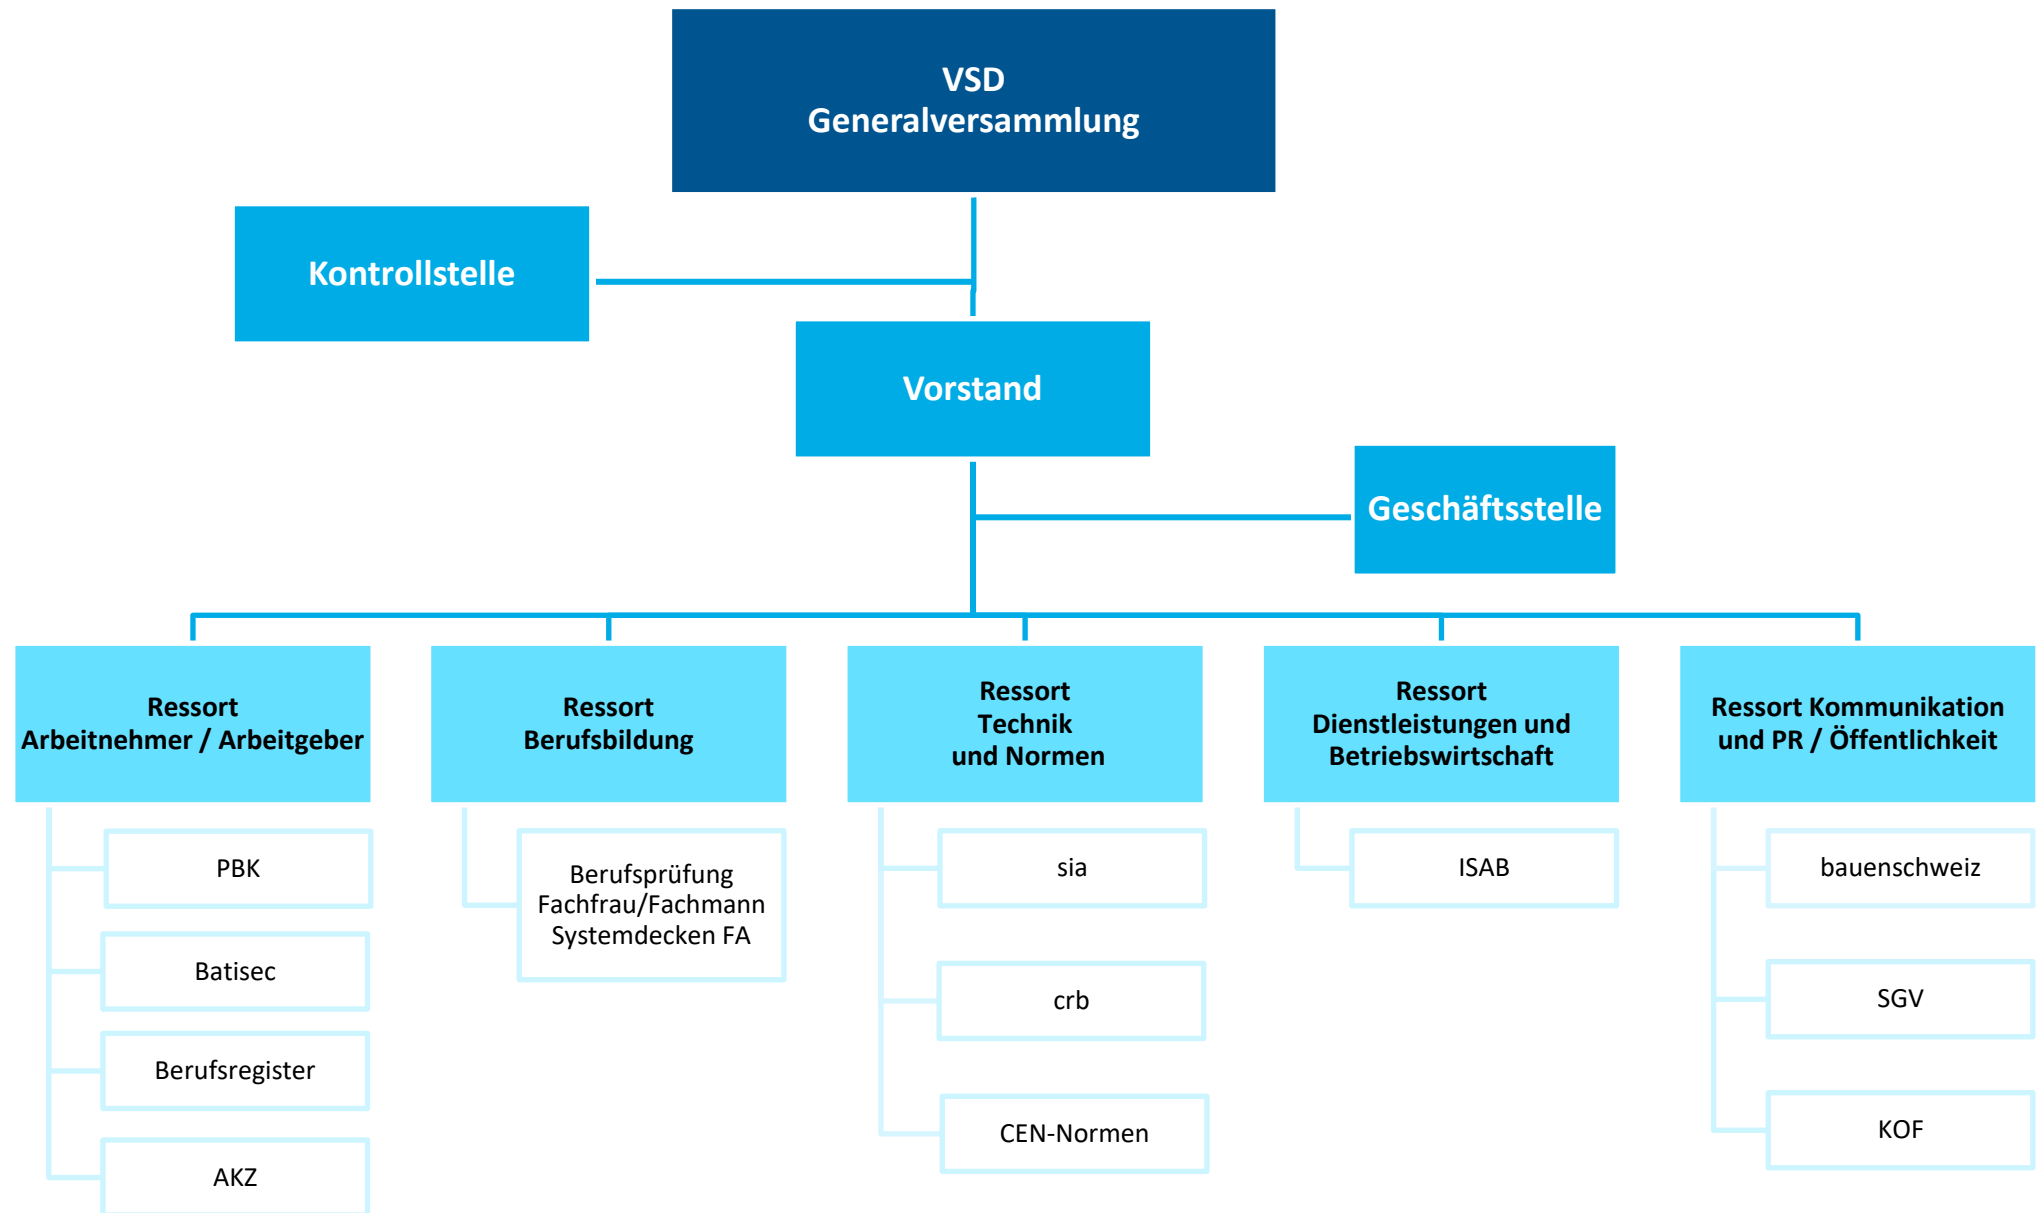 VSD
Generalversammlung
Kontrollstelle
Vorstand
Geschäftsstelle
Ressort
Arbeitnehmer / Arbeitgeber
PBK
Batisec
Berufsregister
AKZ
Ressort
Berufsbildung
Berufsprüfung
Fachfrau/Fachmann
Systemdecken FA
Ressort
Technik
und Normen
sia
crb
CEN-Normen
Ressort
Dienstleistungen und
Betriebswirtschaft
ISAB
Ressort Kommunikation
und PR / Öffentlichkeit
bauenschweiz
SGV
KOF